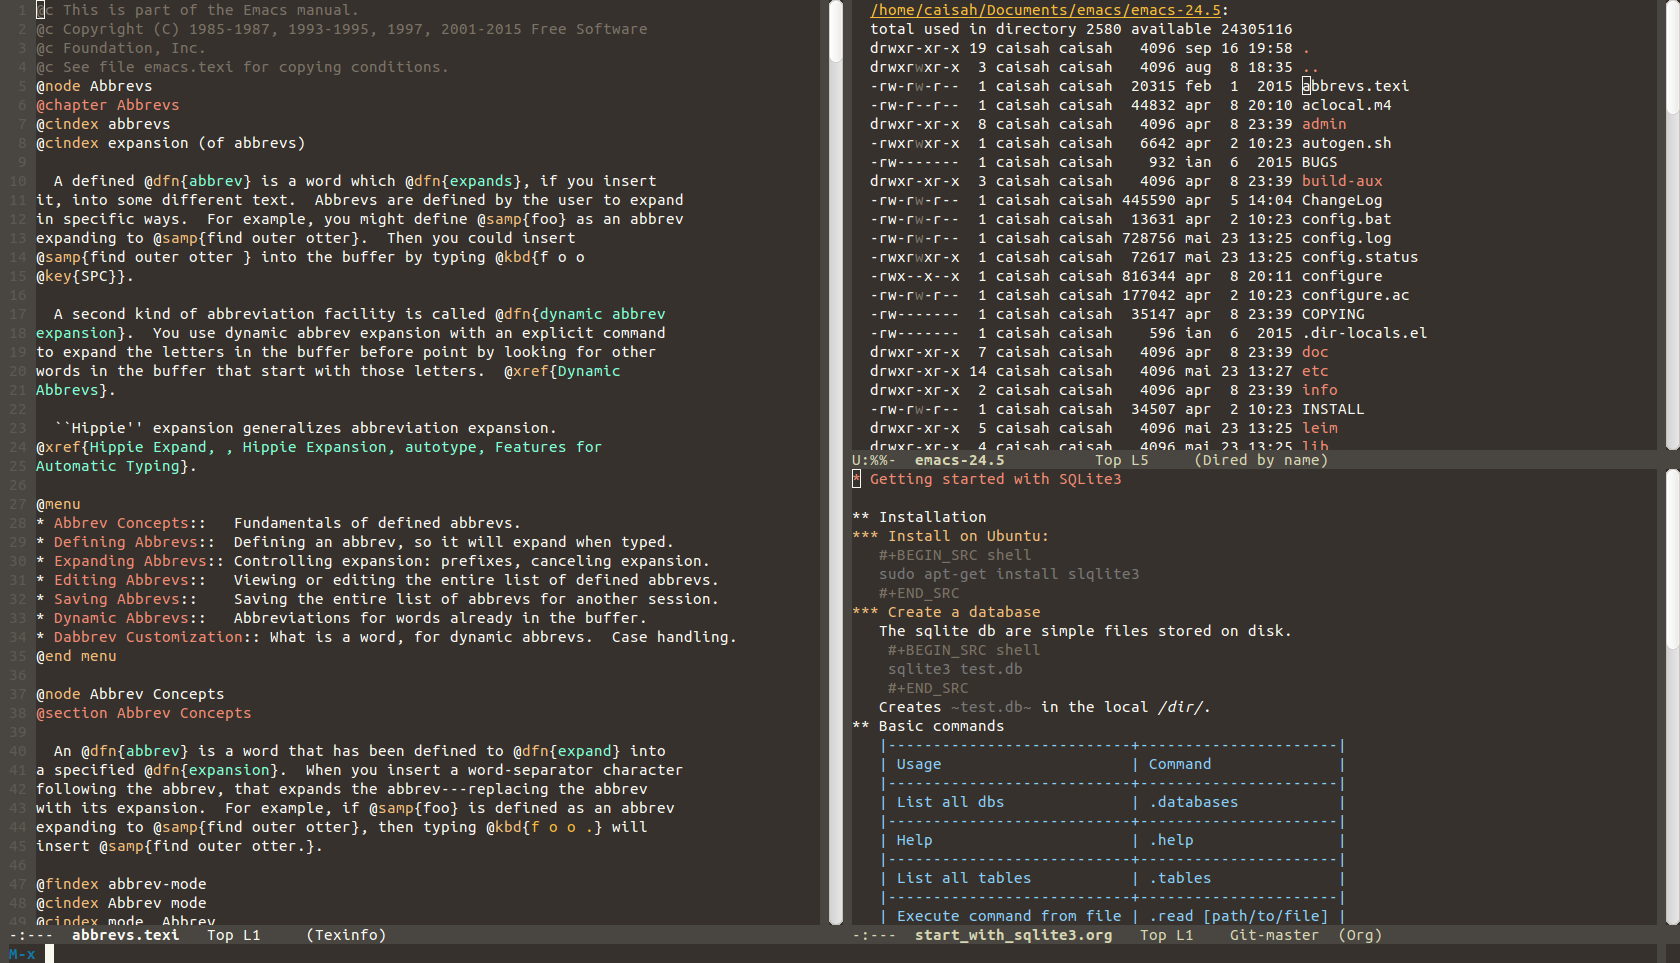 1 @c This is part of the Emacs manual.
2 @c Copyright (C) 1985-1987, 1993-1995, 1997, 2001-2015 Free Software
3 @c Foundation, Inc.
4 @c See file emacs.texi for copying conditions.
5 @node Abbrevs
6 @chapter Abbrevs
7 @cindex abbrevs
8 @cindex expansion (of abbrevs)
9
10   A defined @dfn{abbrev} is a word which @dfn{expands}, if you insert
11 it, into some different text.  Abbrevs are defined by the user to expand
12 in specific ways.  For example, you might define @samp{foo} as an abbrev
13 expanding to @samp{find outer otter}.  Then you could insert
14 @samp{find outer otter } into the buffer by typing @kbd{f o o
15 @key{SPC}}.
16
17   A second kind of abbreviation facility is called @dfn{dynamic abbrev
18 expansion}.  You use dynamic abbrev expansion with an explicit command
19 to expand the letters in the buffer before point by looking for other
20 words in the buffer that start with those letters.  @xref{Dynamic
21 Abbrevs}.
22
23   ``Hippie'' expansion generalizes abbreviation expansion.
24 @xref{Hippie Expand, , Hippie Expansion, autotype, Features for
25 Automatic Typing}.
26
27 @menu
28 * Abbrev Concepts::   Fundamentals of defined abbrevs.
29 * Defining Abbrevs::  Defining an abbrev, so it will expand when typed.
30 * Expanding Abbrevs:: Controlling expansion: prefixes, canceling expansion.
31 * Editing Abbrevs::   Viewing or editing the entire list of defined abbrevs.
32 * Saving Abbrevs::    Saving the entire list of abbrevs for another session.
33 * Dynamic Abbrevs::   Abbreviations for words already in the buffer.
34 * Dabbrev Customization:: What is a word, for dynamic abbrevs.  Case handling.
35 @end menu
36
37 @node Abbrev Concepts
38 @section Abbrev Concepts
39
40   An @dfn{abbrev} is a word that has been defined to @dfn{expand} into
41 a specified @dfn{expansion}.  When you insert a word-separator character
42 following the abbrev, that expands the abbrev---replacing the abbrev
43 with its expansion.  For example, if @samp{foo} is defined as an abbrev
44 expanding to @samp{find outer otter}, then typing @kbd{f o o .} will
45 insert @samp{find outer otter.}.
46
47 @findex abbrev-mode
48 @cindex Abbrev mode
49 @cindex mode, Abbrev
-:---  abbrevs.texi   Top L1     (Texinfo)
M-x
/home/caisah/Documents/emacs/emacs-24.5:
total used in directory 2580 available 24305116
drwxr-xr-x 19 caisah caisah   4096 sep 16 19:58 .
drwxrwxr-x  3 caisah caisah   4096 aug  8 18:35 ..
-rw-rw-r--  1 caisah caisah  20315 feb  1  2015 abbrevs.texi
-rw-r--r--  1 caisah caisah  44832 apr  8 20:10 aclocal.m4
drwxr-xr-x  8 caisah caisah   4096 apr  8 23:39 admin
-rwxrwxr-x  1 caisah caisah   6642 apr  2 10:23 autogen.sh
-rw-------  1 caisah caisah    932 ian  6  2015 BUGS
drwxr-xr-x  3 caisah caisah   4096 apr  8 23:39 build-aux
-rw-rw-r--  1 caisah caisah 445590 apr  5 14:04 ChangeLog
-rw-rw-r--  1 caisah caisah  13631 apr  2 10:23 config.bat
-rw-rw-r--  1 caisah caisah 728756 mai 23 13:25 config.log
-rwxrwxr-x  1 caisah caisah  72617 mai 23 13:25 config.status
-rwx--x--x  1 caisah caisah 816344 apr  8 20:11 configure
-rw-rw-r--  1 caisah caisah 177042 apr  2 10:23 configure.ac
-rw-------  1 caisah caisah  35147 apr  8 23:39 COPYING
-rw-------  1 caisah caisah    596 ian  6  2015 .dir-locals.el
drwxr-xr-x  7 caisah caisah   4096 apr  8 23:39 doc
drwxr-xr-x 14 caisah caisah   4096 mai 23 13:27 etc
drwxr-xr-x  2 caisah caisah   4096 apr  8 23:39 info
-rw-rw-r--  1 caisah caisah  34507 apr  2 10:23 INSTALL
drwxr-xr-x  5 caisah caisah   4096 mai 23 13:25 leim
drwxr-xr-x  4 caisah caisah   4096 mai 23 13:25 lib
U:%%-  emacs-24.5          Top L5     (Dired by name)
* Getting started with SQLite3

** Installation
*** Install on Ubuntu:
   #+BEGIN_SRC shell
   sudo apt-get install slqlite3
   #+END_SRC
*** Create a database
   The sqlite db are simple files stored on disk.
    #+BEGIN_SRC shell
    sqlite3 test.db
    #+END_SRC
   Creates ~test.db~ in the local /dir/.
** Basic commands
   |---------------------------+----------------------|
   | Usage                     | Command              |
   |---------------------------+----------------------|
   | List all dbs              | .databases           |
   |---------------------------+----------------------|
   | Help                      | .help                |
   |---------------------------+----------------------|
   | List all tables           | .tables              |
   |---------------------------+----------------------|
   | Execute command from file | .read [path/to/file] |
-:---  start_with_sqlite3.org   Top L1    Git-master  (Org)